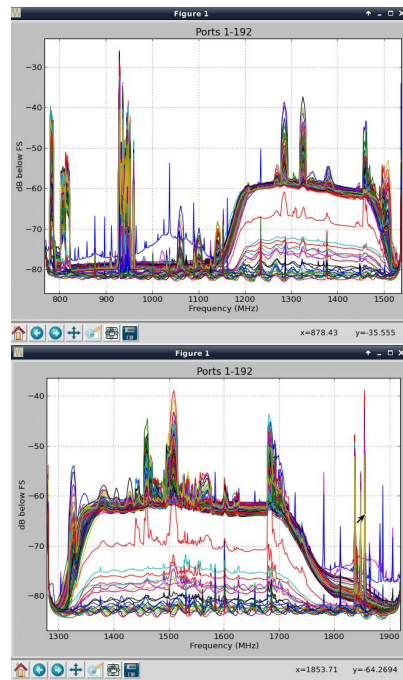 Figure 1
Ports 1-192
−30
−40
−50
−60
−70
−80
dB below FS
800 900 1000 1100 1200 1300 1400 1500
Frequency (MHz)
x=878.43 y=-35.555
Figure 1
Ports 1-192
−40
−50
−60
−70
−80
dB below FS
1300 1400 1500 1600 1700 1800 1900
Frequency (MHz)
x=1853.71 y=-64.2694